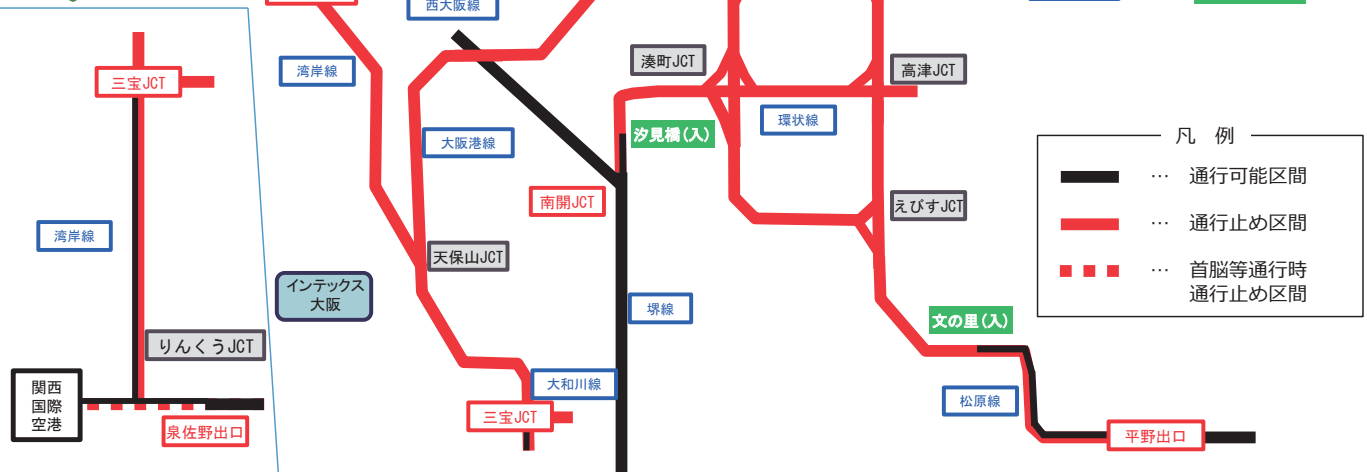 西大阪線
三宝JCT
湾岸線
湾岸線
りんくうJCT
関西
国際
空港
泉佐野出口
大阪港線
天保山JCT
インテックス
大阪
大和川線
三宝JCT
湊町JCT
高津JCT
環状線
汐見橋(入)
南開JCT
えびすJCT
堺線
文の里(入)
松原線
平野出口
凡 例
… 通行可能区間
… 通行止め区間
… 首脳等通行時
通行止め区間